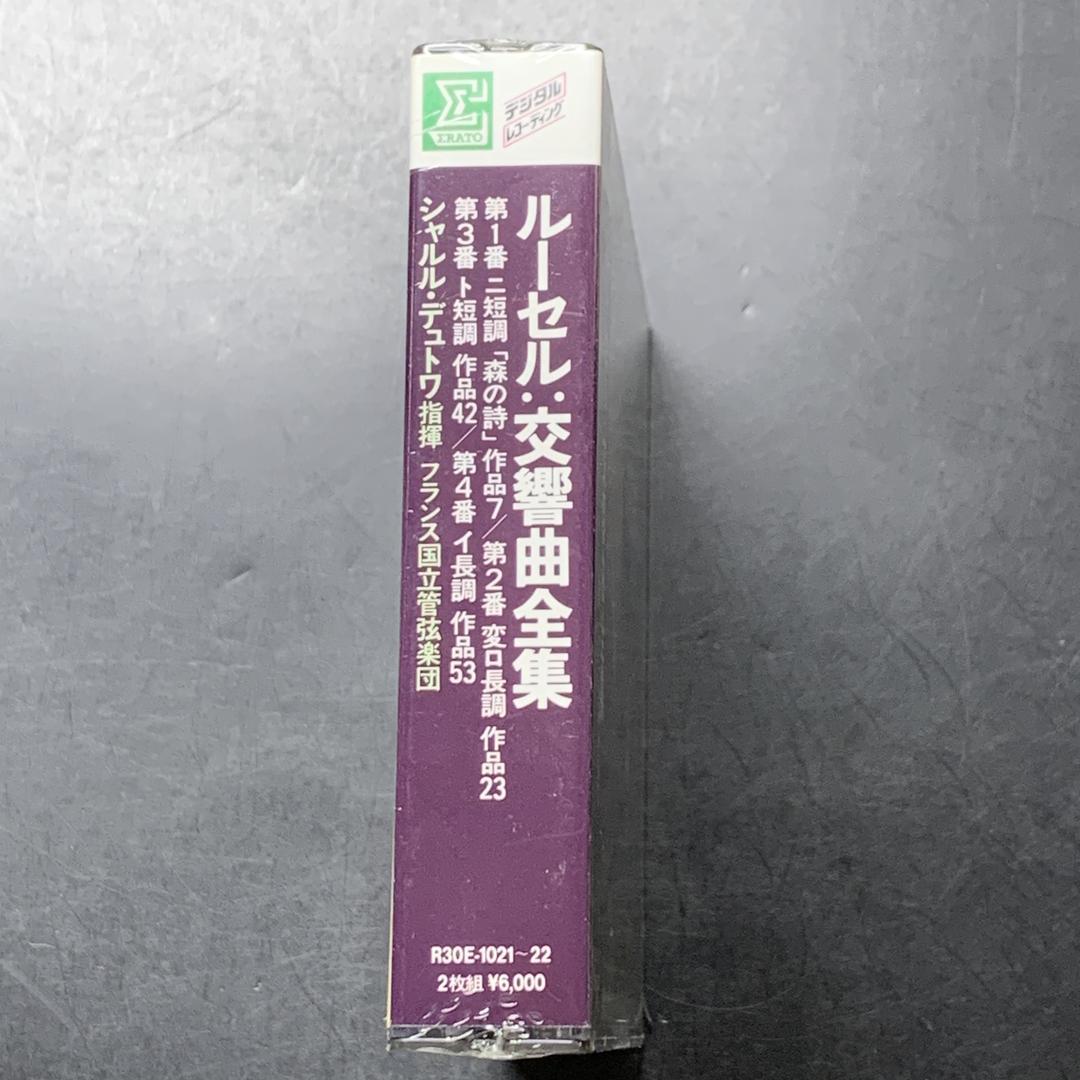 ΣRATO
デジタル
レコーディング
ルーセル:交響曲全集
第1番 ニ短調「森の詩」作品7/第2番 変ロ長調 作品23
第3番 ト短調 作品42/第4番 イ長調 作品53
シャルル・デュトワ指揮 フランス国立管弦楽団
R30E-1021~22
2枚組 ¥6,000